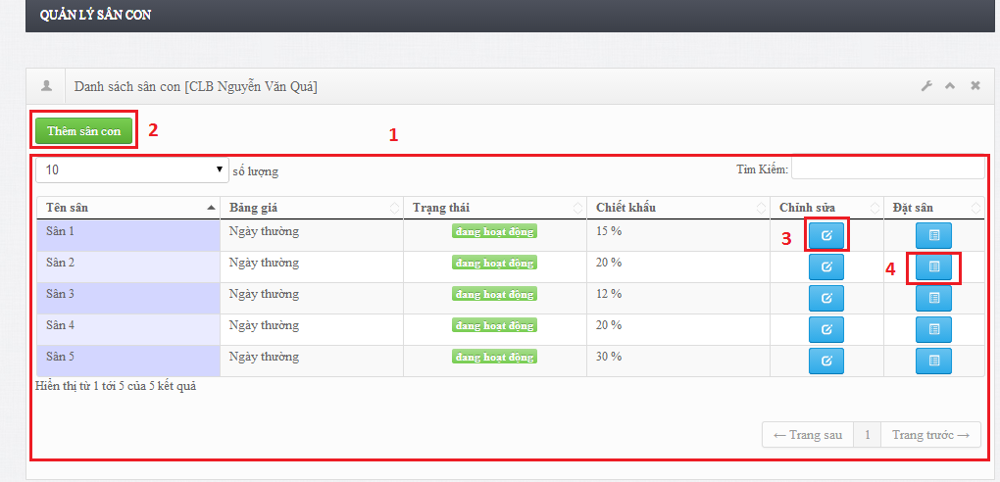 QUẢN LÝ SÂN CON
Danh sách sân con [CLB Nguyễn Văn Quá]
Thêm sân con 2 1
10 số lượng Tìm Kiếm:
Tên sân Bảng giá Trạng thái Chiết khấu Chỉnh sửa Đặt sân
Sân 1 Ngày thường đang hoạt động 15 % 3
Sân 2 Ngày thường đang hoạt động 20 % 4
Sân 3 Ngày thường đang hoạt động 12 %
Sân 4 Ngày thường đang hoạt động 20 %
Sân 5 Ngày thường đang hoạt động 30 %
Hiển thị từ 1 tới 5 của 5 kết quả
← Trang sau 1 Trang trước →